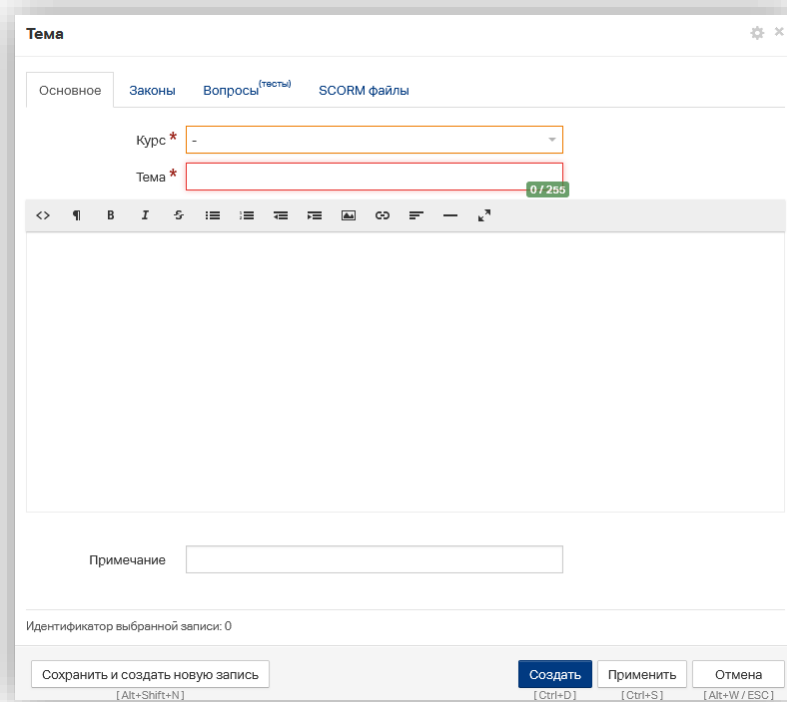 Тема
Основное Законы Вопросы(тесты) SCORM файлы
Курс * -
Тема *
0 / 255
<> ¶ B I S
Примечание
Идентификатор выбранной записи: 0
Сохранить и создать новую запись Создать Применить Отмена
[Alt+Shift+N] [Ctrl+D] [Ctrl+S] [Alt+W / ESC]